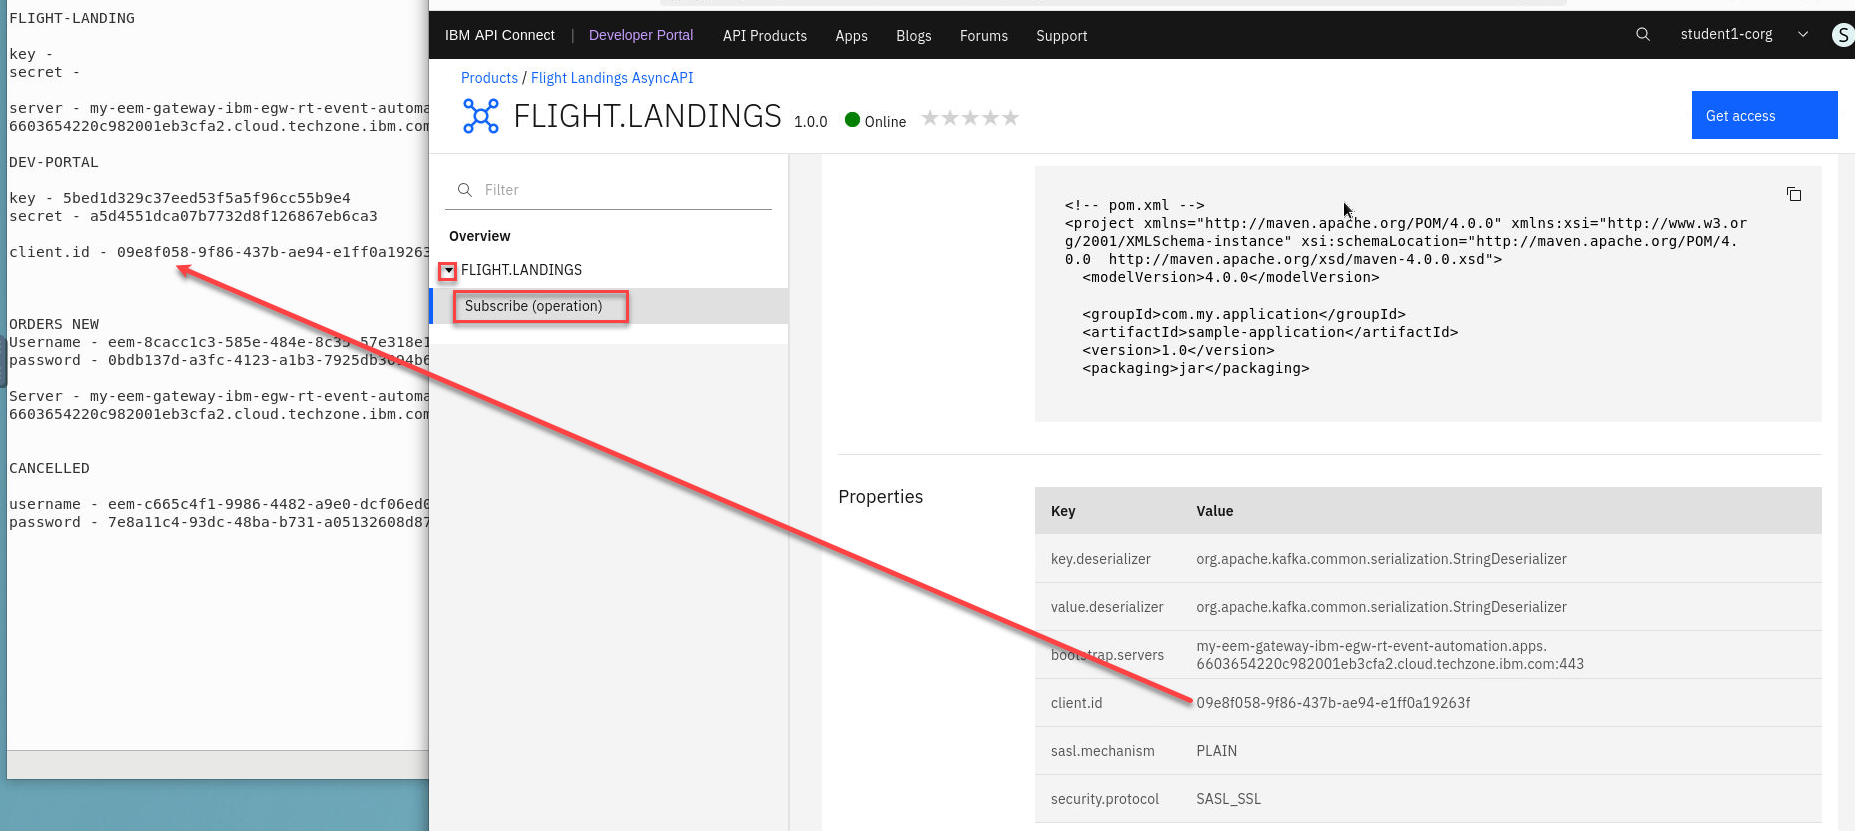 FLIGHT-LANDING
key -
secret -
server - my-eem-gateway-ibm-egw-rt-event-automa
6603654220c982001eb3cfa2.cloud.techzone.ibm.com
DEV-PORTAL
key - 5bed1d329c37eed53f5a5f96cc55b9e4
secret - a5d4551dca07b7732d8f126867eb6ca3
client.id - 09e8f058-9f86-437b-ae94-e1ff0a19263
ORDERS NEW
Username - eem-8cacc1c3-585e-484e-8c35-57e318e1
password -
Server - my-eem-gateway-ibm-egw-rt-event-automa
6603654220c982001eb3cfa2.cloud.techzone.ibm.com
CANCELLED
username - eem-c665c4f1-9986-4482-a9e0-dcf06ed0
password - 7e8a11c4-93dc-48ba-b731-a05132608d87
IBM API Connect | Developer Portal API Products Apps Blogs Forums Support student1-corg S
Products / Flight Landings AsyncAPI
FLIGHT.LANDINGS 1.0.0 Online
Get access
Filter
Overview
FLIGHT.LANDINGS
Subscribe (operation)
<!-- pom.xml -->
<project xmlns="http://maven.apache.org/POM/4.0.0" xmlns:xsi="http://www.w3.or
g/2001/XMLSchema-instance" xsi:schemaLocation="http://maven.apache.org/POM/4.
0.0  http://maven.apache.org/xsd/maven-4.0.0.xsd">
<modelVersion>4.0.0</modelVersion>
<groupId>com.my.application</groupId>
<artifactId>sample-application</artifactId>
<version>1.0</version>
<packaging>jar</packaging>
Properties
Key Value
key.deserializer org.apache.kafka.common.serialization.StringDeserializer
value.deserializer org.apache.kafka.common.serialization.StringDeserializer
bootstrap.servers my-eem-gateway-ibm-egw-rt-event-automation.apps.
6603654220c982001eb3cfa2.cloud.techzone.ibm.com:443
client.id 09e8f058-9f86-437b-ae94-e1ff0a19263f
sasl.mechanism PLAIN
security.protocol SASL_SSL